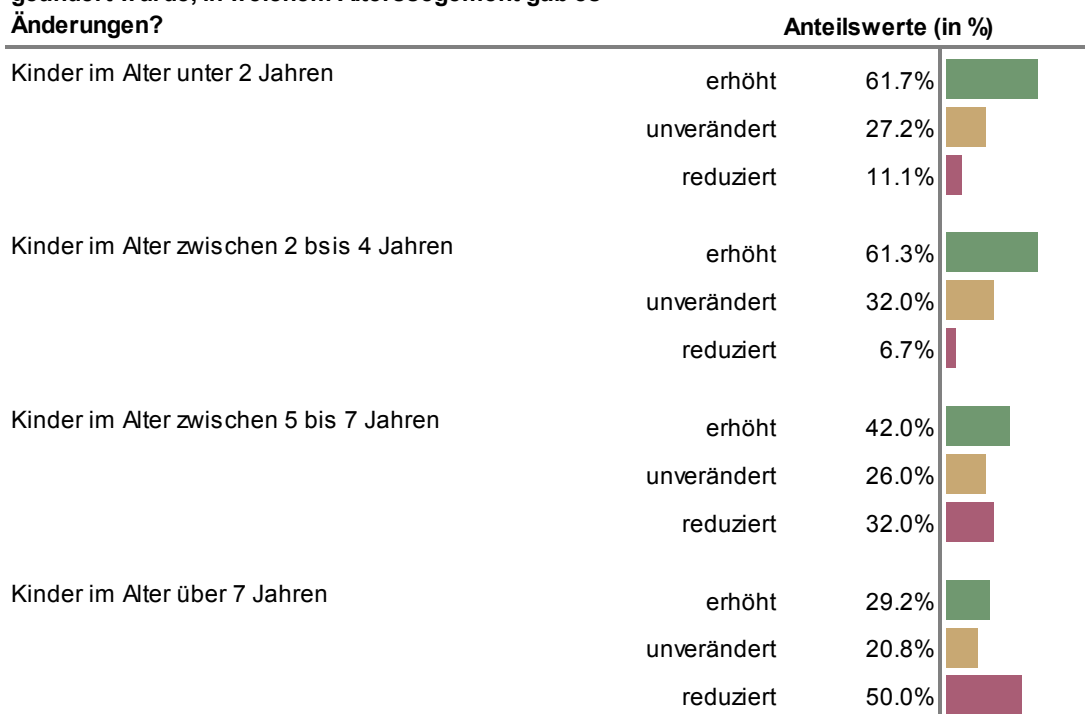 Änderungen? Anteilswerte (in %)
Kinder im Alter unter 2 Jahren erhöht 61.7%
unverändert 27.2%
reduziert 11.1%
Kinder im Alter zwischen 2 bsis 4 Jahren erhöht 61.3%
unverändert 32.0%
reduziert 6.7%
Kinder im Alter zwischen 5 bis 7 Jahren erhöht 42.0%
unverändert 26.0%
reduziert 32.0%
Kinder im Alter über 7 Jahren erhöht 29.2%
unverändert 20.8%
reduziert 50.0%